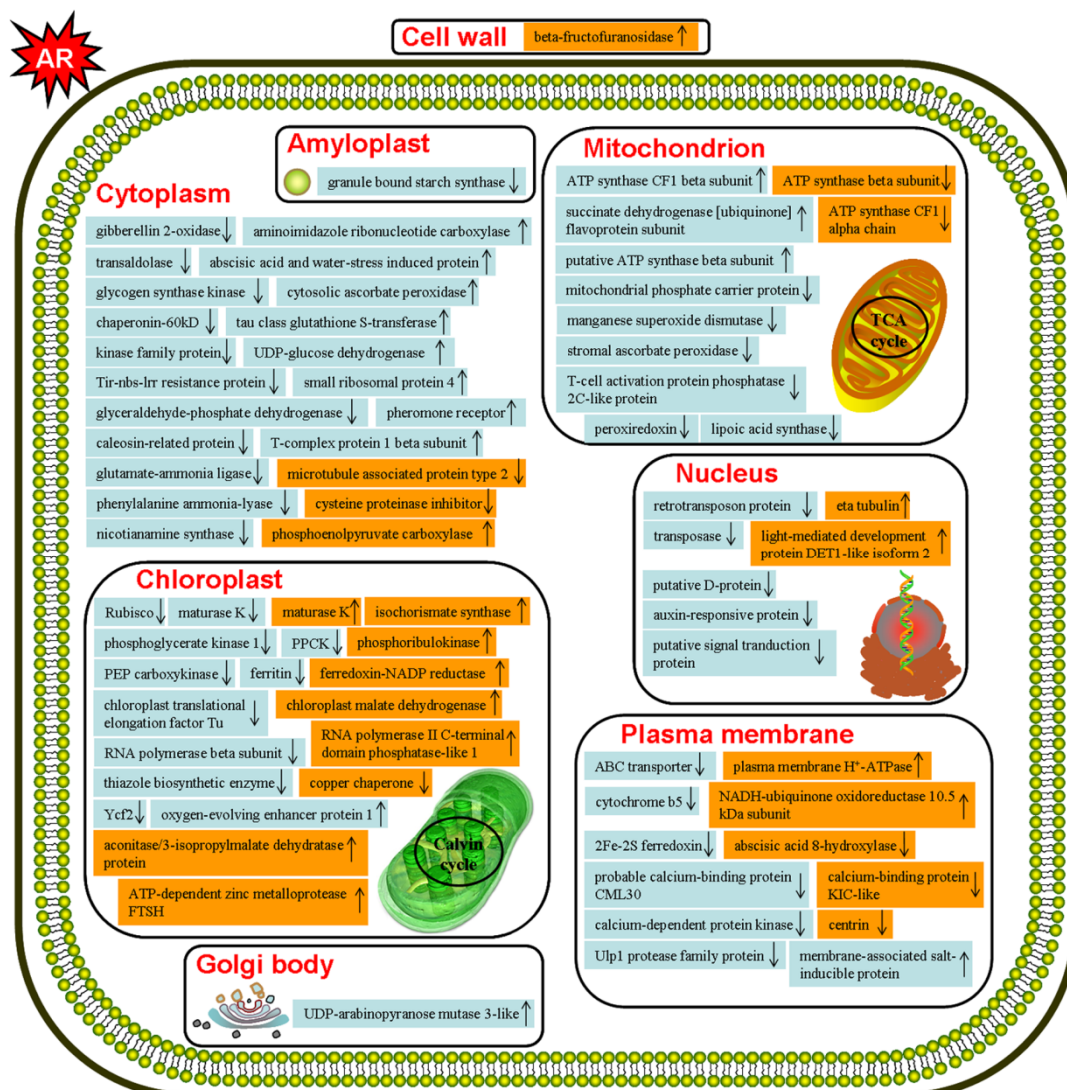 AR
Cell wall
beta-fructofuranosidase ↑
Amyloplast
granule bound starch synthase ↓
Cytoplasm
gibberellin 2-oxidase ↓
aminoimidazole ribonucleotide carboxylase ↑
transaldolase ↓
abscisic acid and water-stress induced protein ↑
glycogen synthase kinase ↓
cytosolic ascorbate peroxidase ↑
chaperonin-60kD ↓
tau class glutathione S-transferase ↑
kinase family protein ↓
UDP-glucose dehydrogenase ↑
Tir-nbs-lrr resistance protein ↓
small ribosomal protein 4 ↑
glyceraldehyde-phosphate dehydrogenase ↓
pheromone receptor ↑
caleosin-related protein ↓
T-complex protein 1 beta subunit ↑
glutamate-ammonia ligase ↓
microtubule associated protein type 2 ↓
phenylalanine ammonia-lyase ↓
cysteine proteinase inhibitor ↓
nicotianamine synthase ↓
phosphoenolpyruvate carboxylase ↑
Mitochondrion
ATP synthase CF1 beta subunit ↑
ATP synthase beta subunit ↓
succinate dehydrogenase [ubiquinone]
flavoprotein subunit ↑
ATP synthase CF1
alpha chain ↓
putative ATP synthase beta subunit ↑
mitochondrial phosphate carrier protein ↓
manganese superoxide dismutase ↓
stromal ascorbate peroxidase ↓
T-cell activation protein phosphatase
2C-like protein ↓
peroxiredoxin ↓
lipoic acid synthase ↓
TCA
cycle
Nucleus
retrotransposon protein ↓
eta tubulin ↑
transposase ↓
light-mediated development
protein DET1-like isoform 2 ↑
putative D-protein ↓
auxin-responsive protein ↓
putative signal tranduction
protein ↓
Chloroplast
Rubisco ↓
maturase K ↓
maturase K ↑
isochorismate synthase ↑
phosphoglycerate kinase 1 ↓
PPCK ↓
phosphoribulokinase ↑
PEP carboxykinase ↓
ferritin ↓
ferredoxin-NADP reductase ↑
chloroplast translational
elongation factor Tu ↓
chloroplast malate dehydrogenase ↑
RNA polymerase beta subunit ↓
RNA polymerase II C-terminal
domain phosphatase-like 1 ↑
thiazole biosynthetic enzyme ↓
copper chaperone ↓
Ycf2 ↓
oxygen-evolving enhancer protein 1 ↑
aconitase/3-isopropylmalate dehydratase
protein ↑
ATP-dependent zinc metalloprotease
FTSH ↑
Calvin
cycle
Plasma membrane
ABC transporter ↓
plasma membrane H⁺-ATPase ↑
cytochrome b5 ↓
NADH-ubiquinone oxidoreductase 10.5
kDa subunit ↑
2Fe-2S ferredoxin ↓
abscisic acid 8-hydroxylase ↓
probable calcium-binding protein
CML30 ↓
calcium-binding protein
KIC-like ↓
calcium-dependent protein kinase ↓
centrin ↓
Ulp1 protease family protein ↓
membrane-associated salt-
inducible protein ↑
Golgi body
UDP-arabinopyranose mutase 3-like ↑